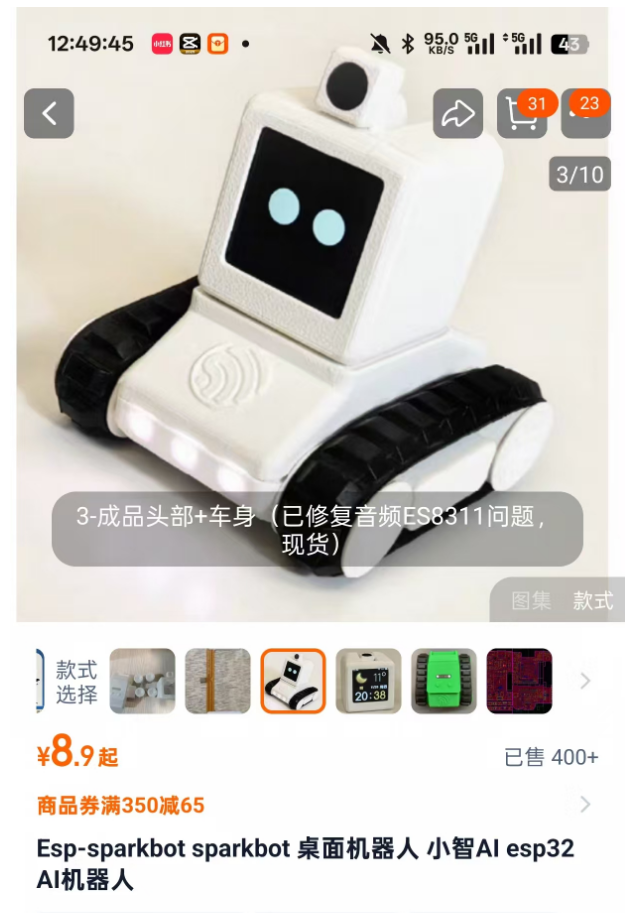 12:49:45
小红书
95.0
KB/S
5G
5G
43
31
23
3/10
3-成品头部+车身（已修复音频ES8311问题，
现货）
图集 款式
款式
选择
11°
20:38
¥8.9起
已售 400+
商品券满350减65
Esp-sparkbot sparkbot 桌面机器人 小智AI esp32
AI机器人